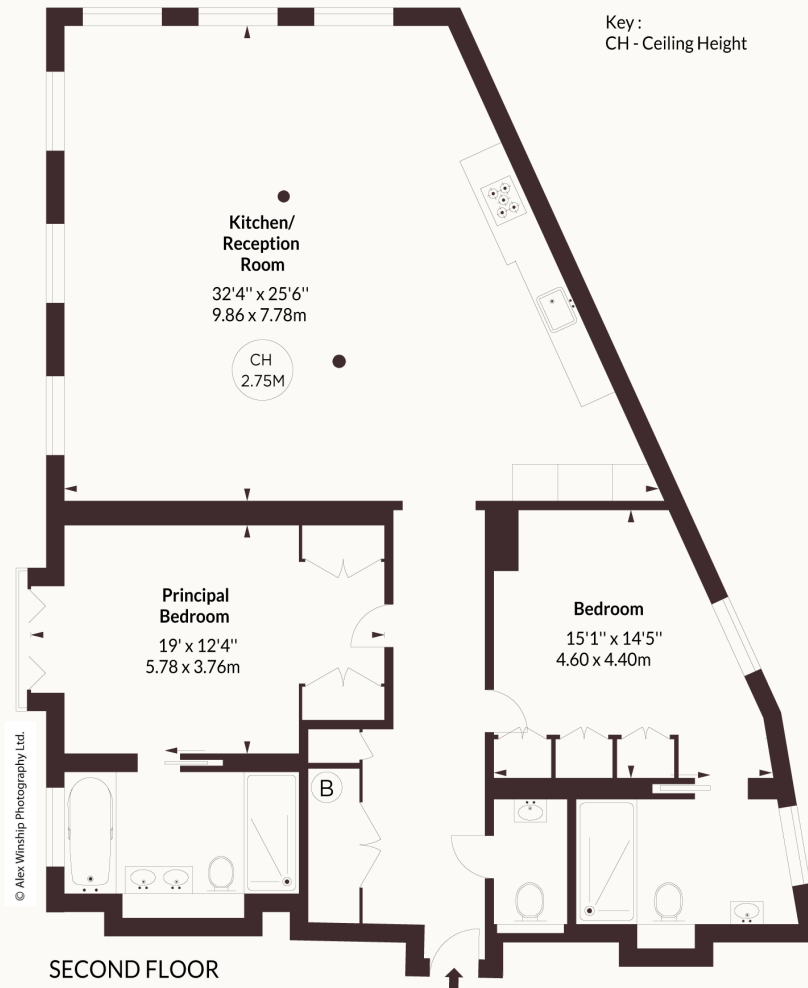 Key :
CH - Ceiling Height
Kitchen/
Reception
Room
32'4'' x 25'6''
9.86 x 7.78m
CH
2.75M
Principal
Bedroom
19' x 12'4''
5.78 x 3.76m
Bedroom
15'1'' x 14'5''
4.60 x 4.40m
B
© Alex Winship Photography Ltd.
SECOND FLOOR